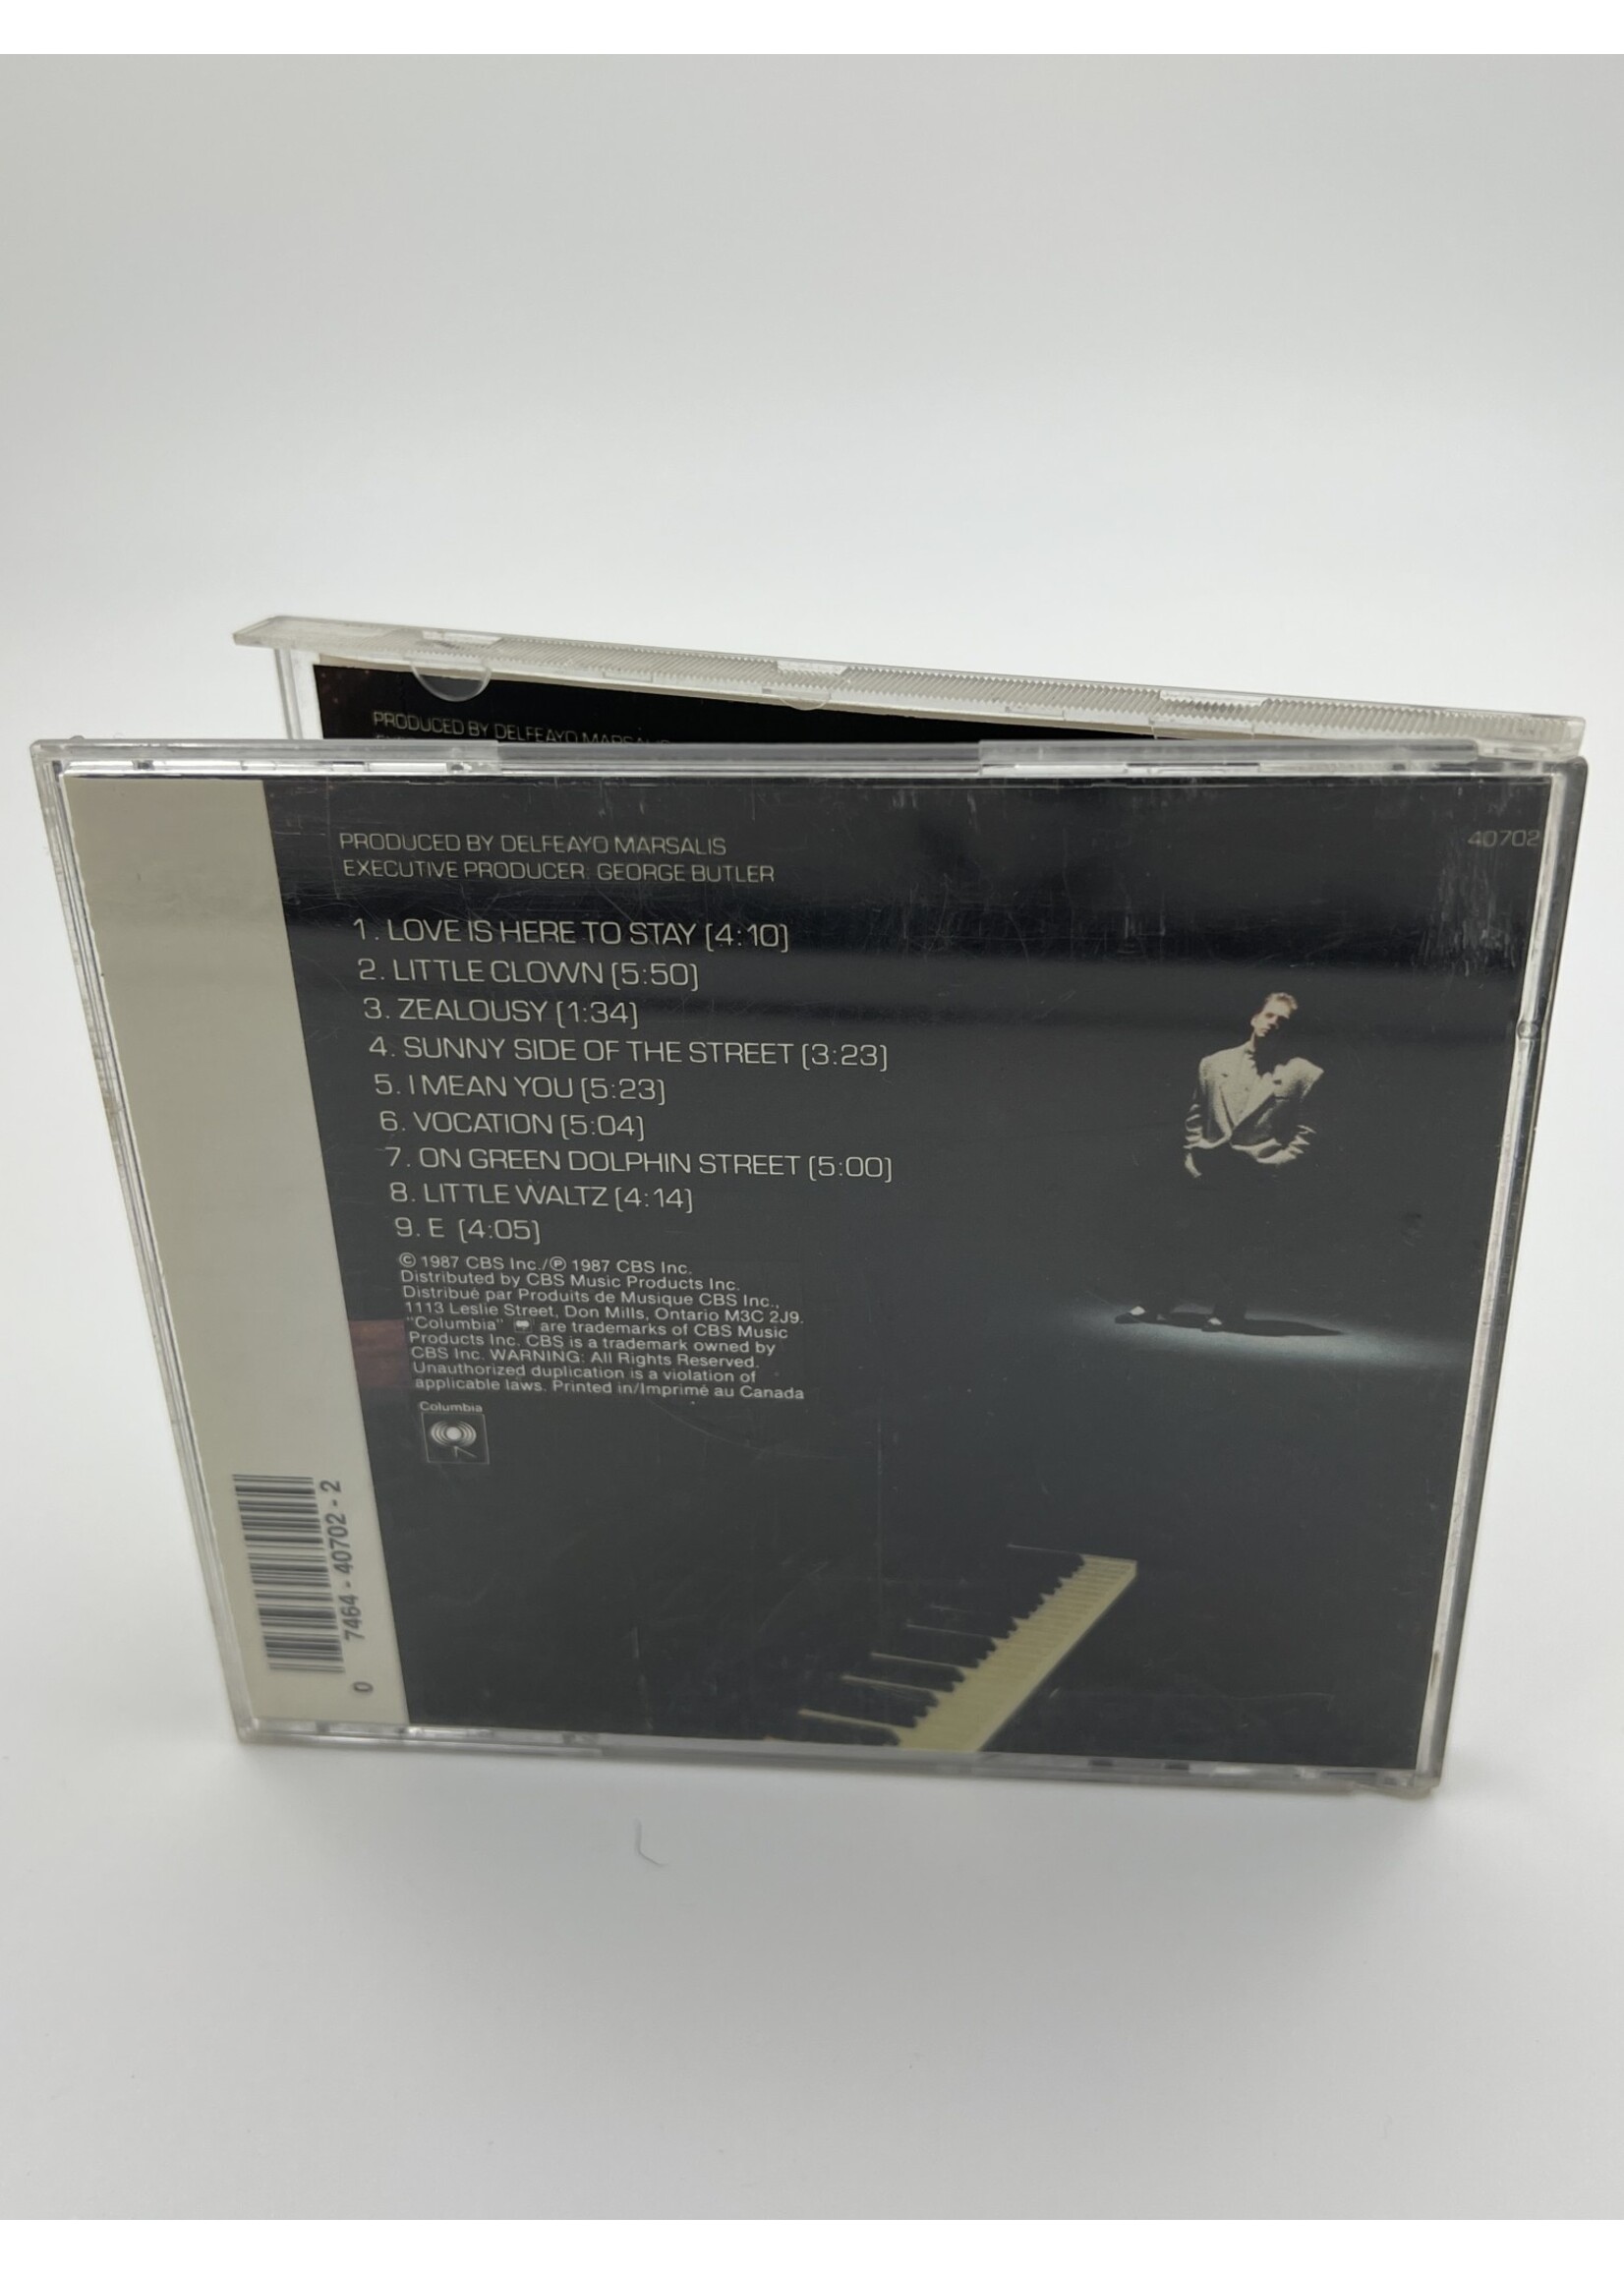 PRODUCED BY DELFEAYO MARSALIS
PRODUCED BY DELFEAYO MARSALIS
EXECUTIVE PRODUCER: GEORGE BUTLER
40702
1. LOVE IS HERE TO STAY (4:10)
2. LITTLE CLOWN (5:50)
3. ZEALOUSY (1:34)
4. SUNNY SIDE OF THE STREET (3:23)
5. I MEAN YOU (5:23)
6. VOCATION (5:04)
7. ON GREEN DOLPHIN STREET (5:00)
8. LITTLE WALTZ (4:14)
9. E (4:05)
© 1987 CBS Inc./℗ 1987 CBS Inc.
Distributed by CBS Music Products Inc.
Distribué par Produits de Musique CBS Inc.,
1113 Leslie Street, Don Mills, Ontario M3C 2J9.
"Columbia" are trademarks of CBS Music
Products Inc. CBS is a trademark owned by
CBS Inc. WARNING: All Rights Reserved.
Unauthorized duplication is a violation of
applicable laws. Printed in/Imprimé au Canada
Columbia
0 7464-40702-2